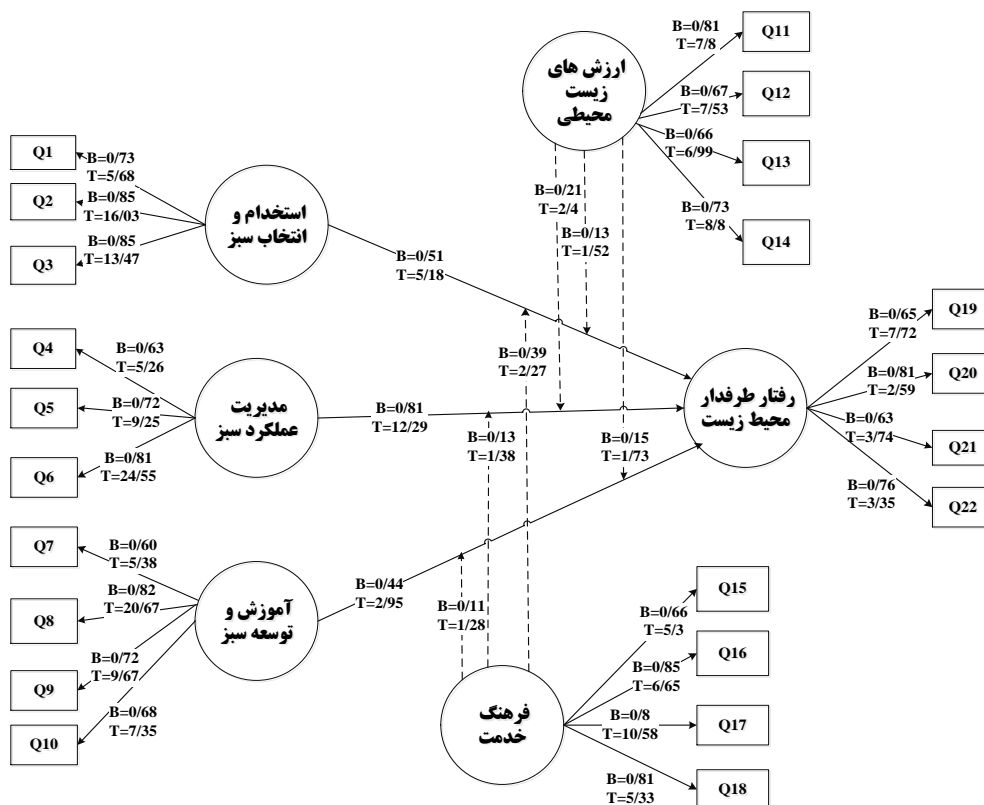 ارزش های
زیست
محیطی
B=0/81
T=7/8
Q11
B=0/67
T=7/53
Q12
B=0/66
T=6/99
Q13
B=0/73
T=8/8
Q14
Q1
B=0/73
T=5/68
Q2
B=0/85
T=16/03
Q3
B=0/85
T=13/47
استخدام و
انتخاب سبز
B=0/51
T=5/18
B=0/21
T=2/4
B=0/13
T=1/52
Q4
B=0/63
T=5/26
Q5
B=0/72
T=9/25
Q6
B=0/81
T=24/55
مدیریت
عملکرد سبز
B=0/81
T=12/29
B=0/39
T=2/27
B=0/13
T=1/38
B=0/15
T=1/73
رفتار طرفدار
محیط زیست
B=0/65
T=7/72
Q19
B=0/81
T=2/59
Q20
B=0/63
T=3/74
Q21
B=0/76
T=3/35
Q22
Q7
B=0/60
T=5/38
Q8
B=0/82
T=20/67
Q9
B=0/72
T=9/67
Q10
B=0/68
T=7/35
آموزش و
توسعه سبز
B=0/44
T=2/95
B=0/11
T=1/28
فرهنگ
خدمت
B=0/66
T=5/3
Q15
B=0/85
T=6/65
Q16
B=0/8
T=10/58
Q17
B=0/81
T=5/33
Q18